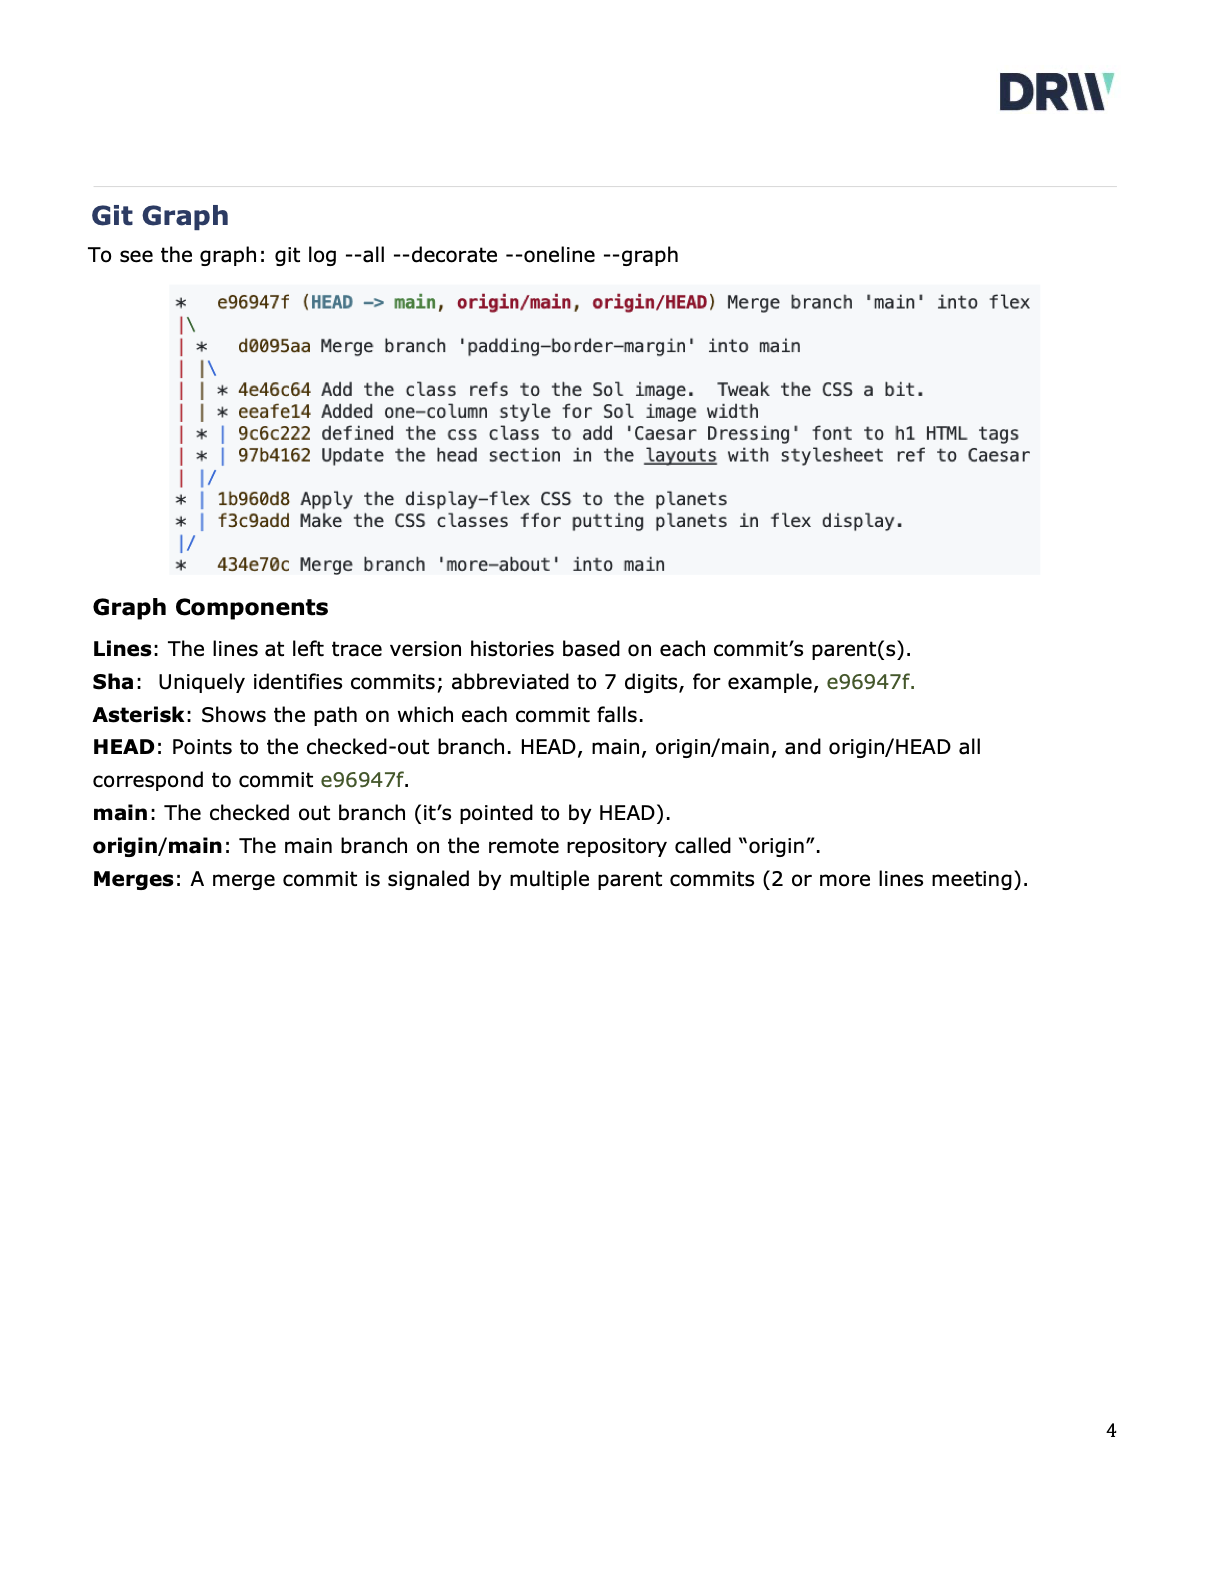 DRW
Git Graph
To see the graph: git log --all --decorate --oneline --graph
*   e96947f (HEAD -> main, origin/main, origin/HEAD) Merge branch 'main' into flex
|\
| *   d0095aa Merge branch 'padding-border-margin' into main
| |\
| | * 4e46c64 Add the class refs to the Sol image.  Tweak the CSS a bit.
| | * eeafe14 Added one-column style for Sol image width
| * | 9c6c222 defined the css class to add 'Caesar Dressing' font to h1 HTML tags
| * | 97b4162 Update the head section in the layouts with stylesheet ref to Caesar
| |/
* | 1b960d8 Apply the display-flex CSS to the planets
* | f3c9add Make the CSS classes ffor putting planets in flex display.
|/
*   434e70c Merge branch 'more-about' into main
Graph Components
Lines: The lines at left trace version histories based on each commit’s parent(s).
Sha:  Uniquely identifies commits; abbreviated to 7 digits, for example, e96947f.
Asterisk: Shows the path on which each commit falls.
HEAD: Points to the checked-out branch. HEAD, main, origin/main, and origin/HEAD all
correspond to commit e96947f.
main: The checked out branch (it’s pointed to by HEAD).
origin/main: The main branch on the remote repository called “origin”.
Merges: A merge commit is signaled by multiple parent commits (2 or more lines meeting).
4